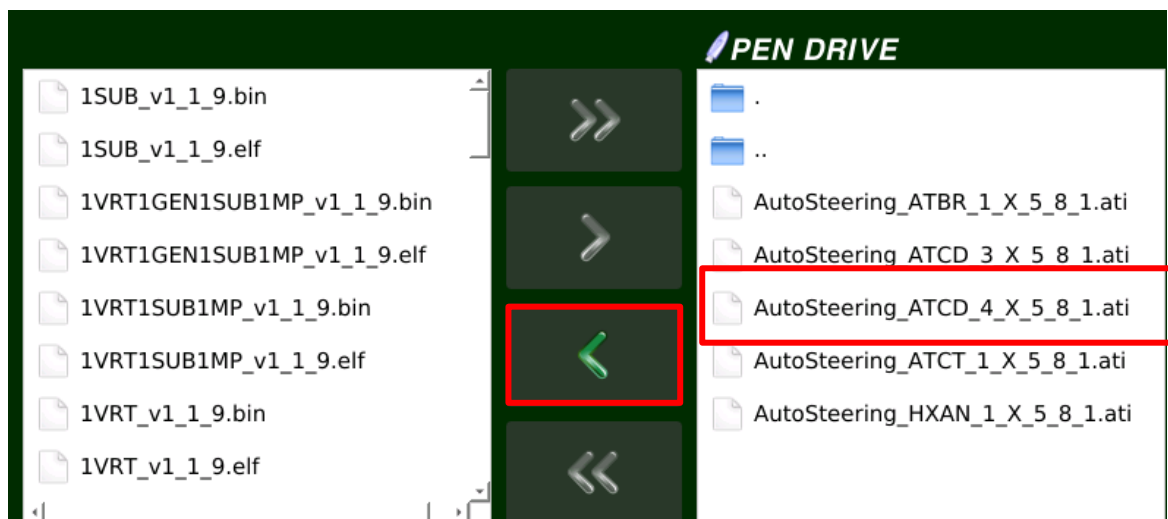 PEN DRIVE
1SUB_v1_1_9.bin
1SUB_v1_1_9.elf
1VRT1GEN1SUB1MP_v1_1_9.bin
1VRT1GEN1SUB1MP_v1_1_9.elf
1VRT1SUB1MP_v1_1_9.bin
1VRT1SUB1MP_v1_1_9.elf
1VRT_v1_1_9.bin
1VRT_v1_1_9.elf
.
..
AutoSteering_ATBR_1_X_5_8_1.ati
AutoSteering_ATCD_3_X_5_8_1.ati
AutoSteering_ATCD_4_X_5_8_1.ati
AutoSteering_ATCT_1_X_5_8_1.ati
AutoSteering_HXAN_1_X_5_8_1.ati